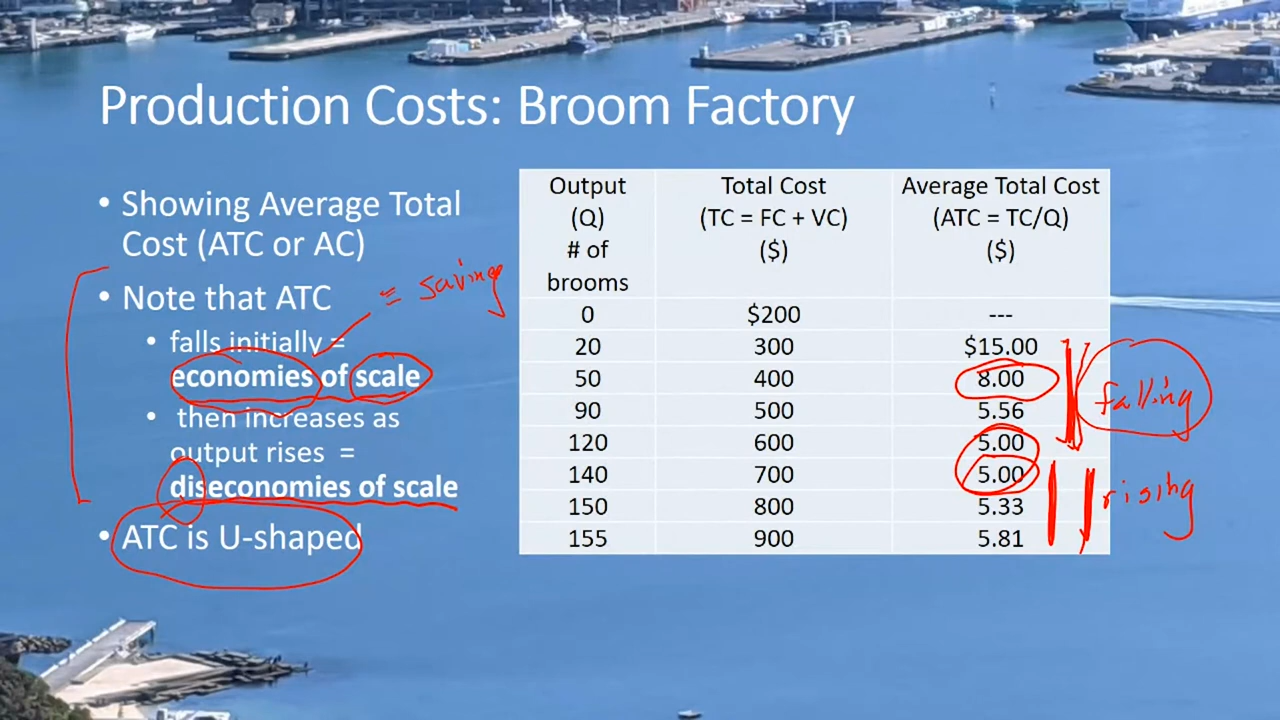 Production Costs: Broom Factory
• Showing Average Total
Cost (ATC or AC)
• Note that ATC
= saving
• falls initially =
economies of scale
• then increases as
output rises =
diseconomies of scale
• ATC is U-shaped
Output (Q) # of brooms | Total Cost (TC = FC + VC) ($) | Average Total Cost (ATC = TC/Q) ($)
0 | $200 | ---
20 | 300 | $15.00
50 | 400 | 8.00
90 | 500 | 5.56
120 | 600 | 5.00
140 | 700 | 5.00
150 | 800 | 5.33
155 | 900 | 5.81
falling
rising